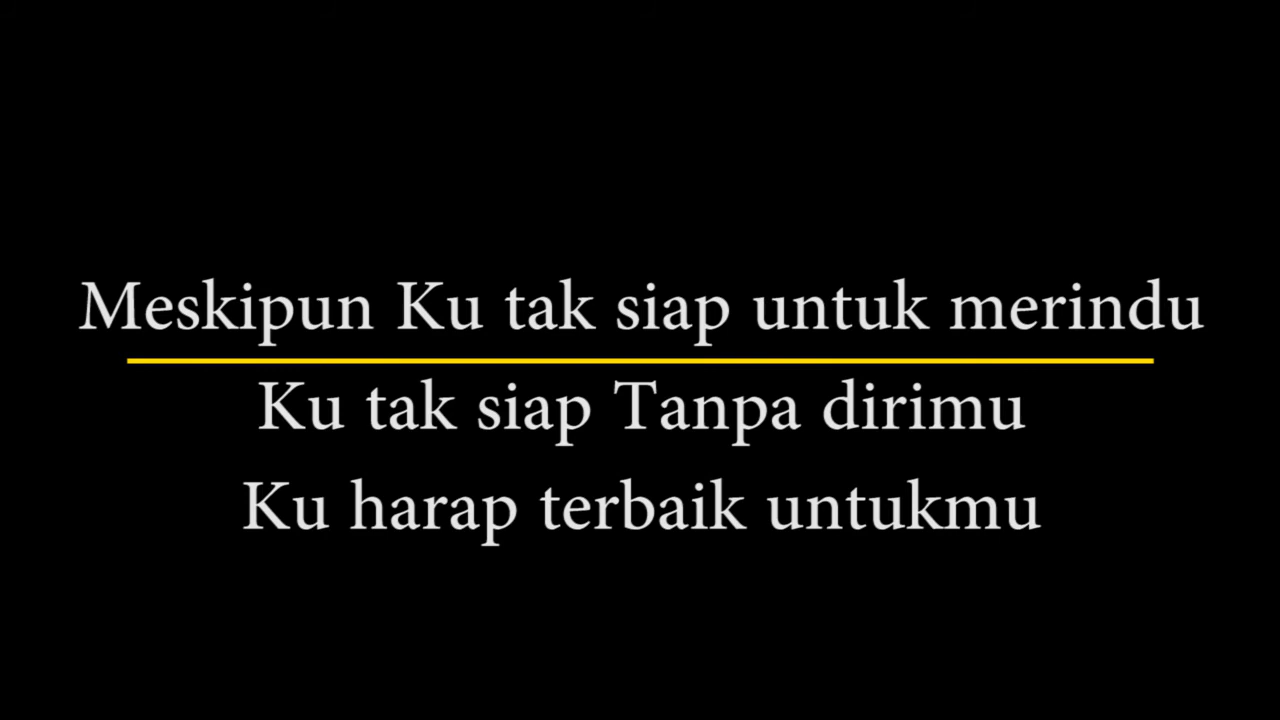 Meskipun Ku tak siap untuk merindu
Ku tak siap Tanpa dirimu
Ku harap terbaik untukmu